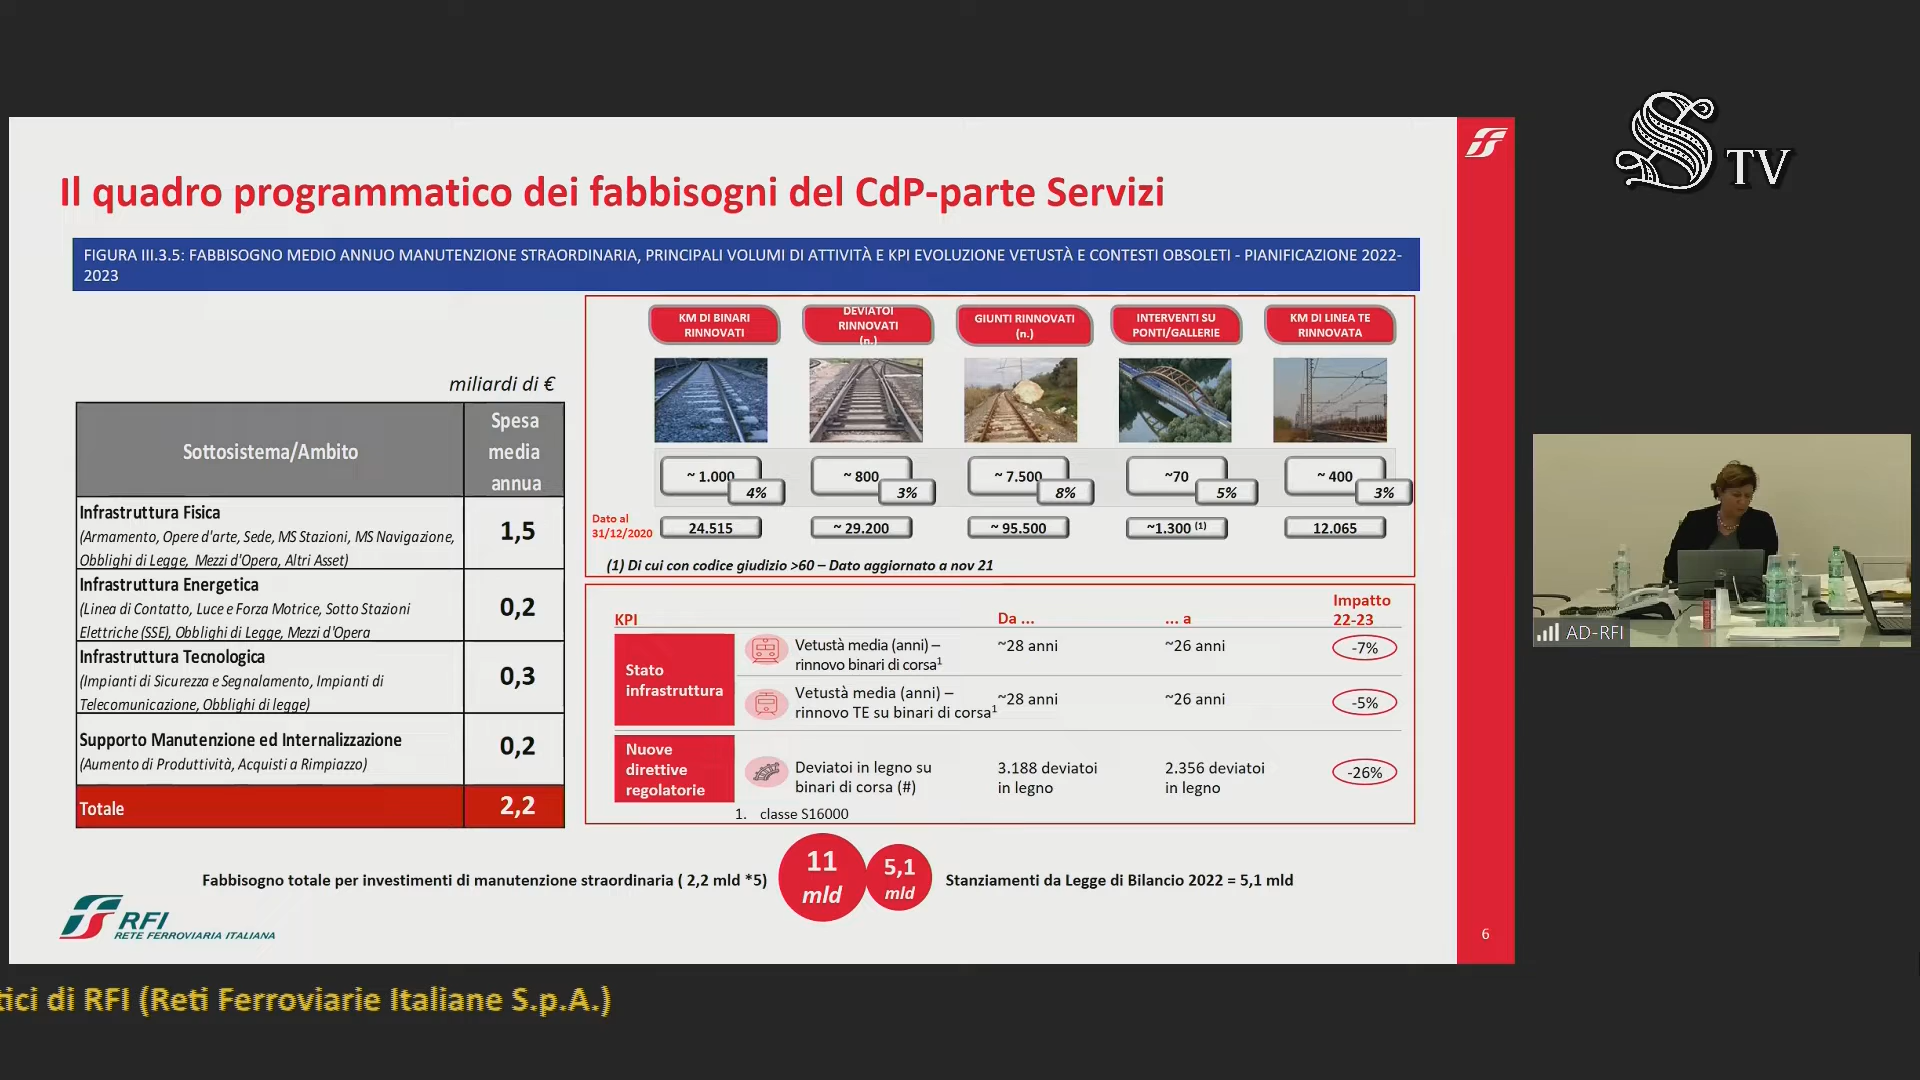 S TV
Il quadro programmatico dei fabbisogni del CdP-parte Servizi
FIGURA III.3.5: FABBISOGNO MEDIO ANNUO MANUTENZIONE STRAORDINARIA, PRINCIPALI VOLUMI DI ATTIVITÀ E KPI EVOLUZIONE VETUSTÀ E CONTESTI OBSOLETI - PIANIFICAZIONE 2022-
2023
miliardi di €
Sottosistema/Ambito
Spesa
media
annua
Infrastruttura Fisica
(Armamento, Opere d'arte, Sede, MS Stazioni, MS Navigazione,
Obblighi di Legge, Mezzi d'Opera, Altri Asset)
1,5
Infrastruttura Energetica
(Linea di Contatto, Luce e Forza Motrice, Sotto Stazioni
Elettriche (SSE), Obblighi di Legge, Mezzi d'Opera
0,2
Infrastruttura Tecnologica
(Impianti di Sicurezza e Segnalamento, Impianti di
Telecomunicazione, Obblighi di legge)
0,3
Supporto Manutenzione ed Internalizzazione
(Aumento di Produttività, Acquisti a Rimpiazzo)
0,2
Totale
2,2
KM DI BINARI
RINNOVATI
DEVIATOI
RINNOVATI
(n.)
GIUNTI RINNOVATI
(n.)
INTERVENTI SU
PONTI/GALLERIE
KM DI LINEA TE
RINNOVATA
~ 1.000 4%
~ 800 3%
~ 7.500 8%
~70 5%
~ 400 3%
Dato al
31/12/2020
24.515
~ 29.200
~ 95.500
~1.300 (1)
12.065
(1) Di cui con codice giudizio >60 – Dato aggiornato a nov 21
KPI
Da ...
... a
Impatto
22-23
Stato
infrastruttura
Vetustà media (anni) –
rinnovo binari di corsa¹
~28 anni
~26 anni
-7%
Vetustà media (anni) –
rinnovo TE su binari di corsa¹
~28 anni
~26 anni
-5%
Nuove
direttive
regolatorie
Deviatoi in legno su
binari di corsa (#)
3.188 deviatoi
in legno
2.356 deviatoi
in legno
-26%
1. classe S16000
Fabbisogno totale per investimenti di manutenzione straordinaria ( 2,2 mld *5)
11
mld
5,1
mld
Stanziamenti da Legge di Bilancio 2022 = 5,1 mld
RFI
RETE FERROVIARIA ITALIANA
6
AD-RFI
tici di RFI (Reti Ferroviarie Italiane S.p.A.)